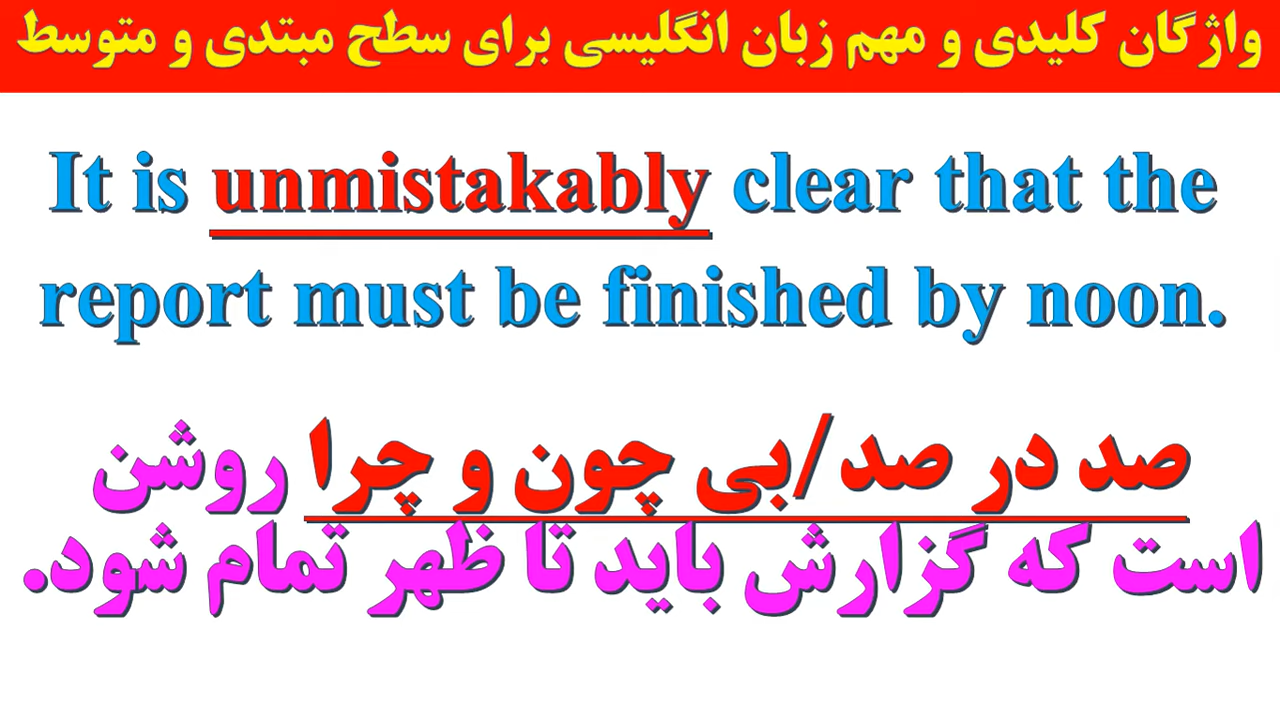 واژگان کلیدی و مهم زبان انگلیسی برای سطح مبتدی و متوسط
It is unmistakably clear that the
report must be finished by noon.
صد در صد/بی چون و چرا روشن
است که گزارش باید تا ظهر تمام شود.